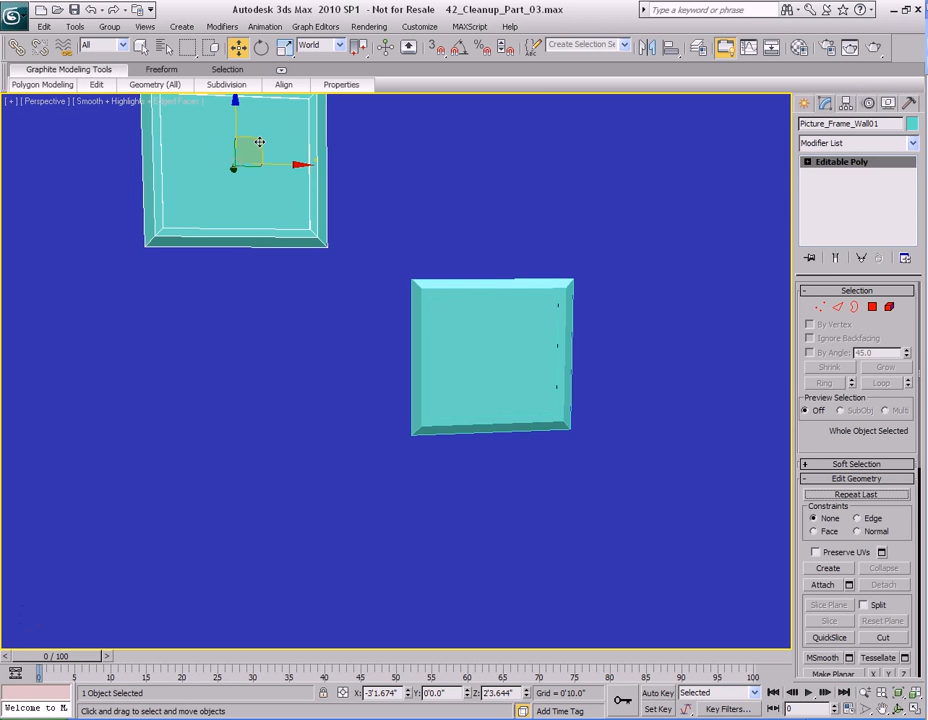 Autodesk 3ds Max 2010 SP1 - Not for Resale 42_Cleanup_Part_03.max
Type a keyword or phrase
Edit Tools Group Views Create Modifiers Animation Graph Editors Rendering Customize MAXScript Help
All World Create Selection Se
Graphite Modeling Tools Freeform Selection
Polygon Modeling Edit Geometry (All) Subdivision Align Properties
[ + ] [ Perspective ] [ Smooth + Highlights + Edged Faces ]
Picture_Frame_Wall01
Modifier List
Editable Poly
- Selection
By Vertex
Ignore Backfacing
By Angle: 45.0
Shrink Grow
Ring Loop
Preview Selection
Off SubObj Multi
Whole Object Selected
+ Soft Selection
- Edit Geometry
Repeat Last
Constraints
None Edge
Face Normal
Preserve UVs
Create Collapse
Attach Detach
Slice Plane Split
Slice Reset Plane
QuickSlice Cut
MSmooth Tessellate
Make Planar X Y Z
< 0 / 100 >
0 5 10 15 20 25 30 35 40 45 50 55 60 65 70 75 80 85 90 95 100
1 Object Selected X: -3'1.674" Y: 0'0.0" Z: 2'3.644" Grid = 0'10.0" Auto Key Selected
Welcome to M Click and drag to select and move objects Add Time Tag Set Key Key Filters... 0